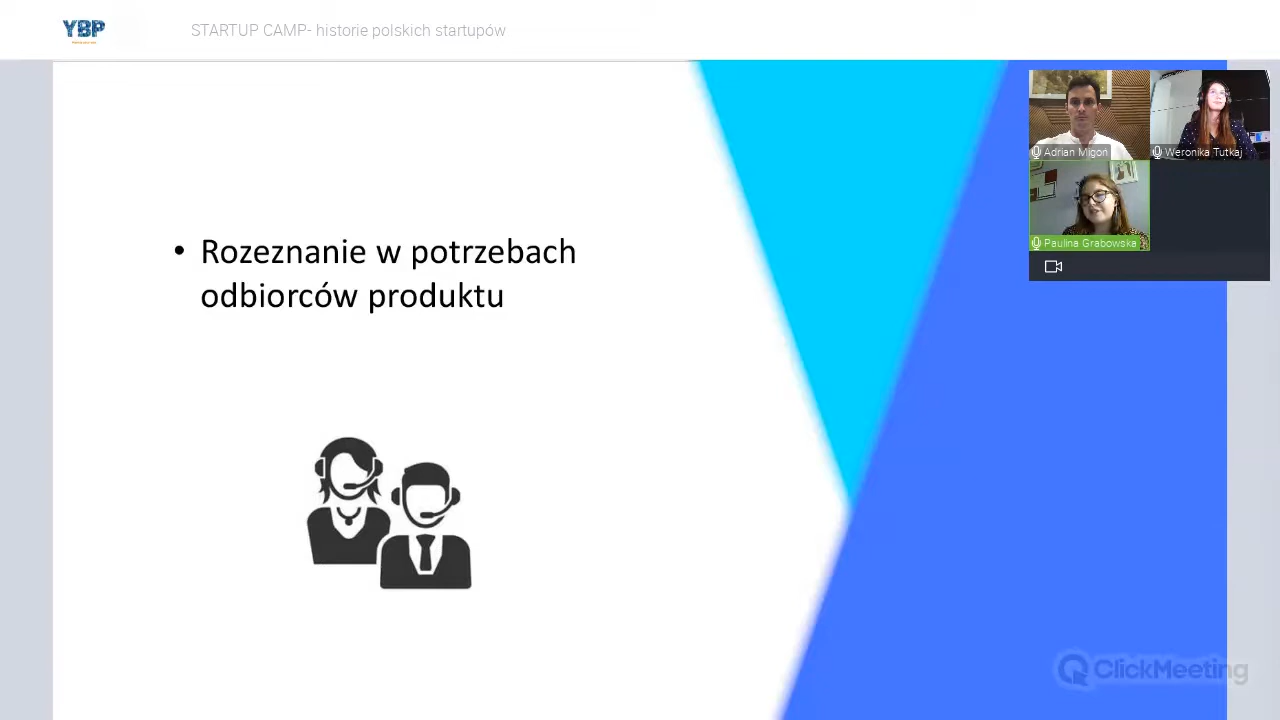 YBP
STARTUP CAMP- historie polskich startupów
Adrian Migoń
Weronika Tutkaj
Paulina Grabowska
• Rozeznanie w potrzebach
odbiorców produktu
ClickMeeting